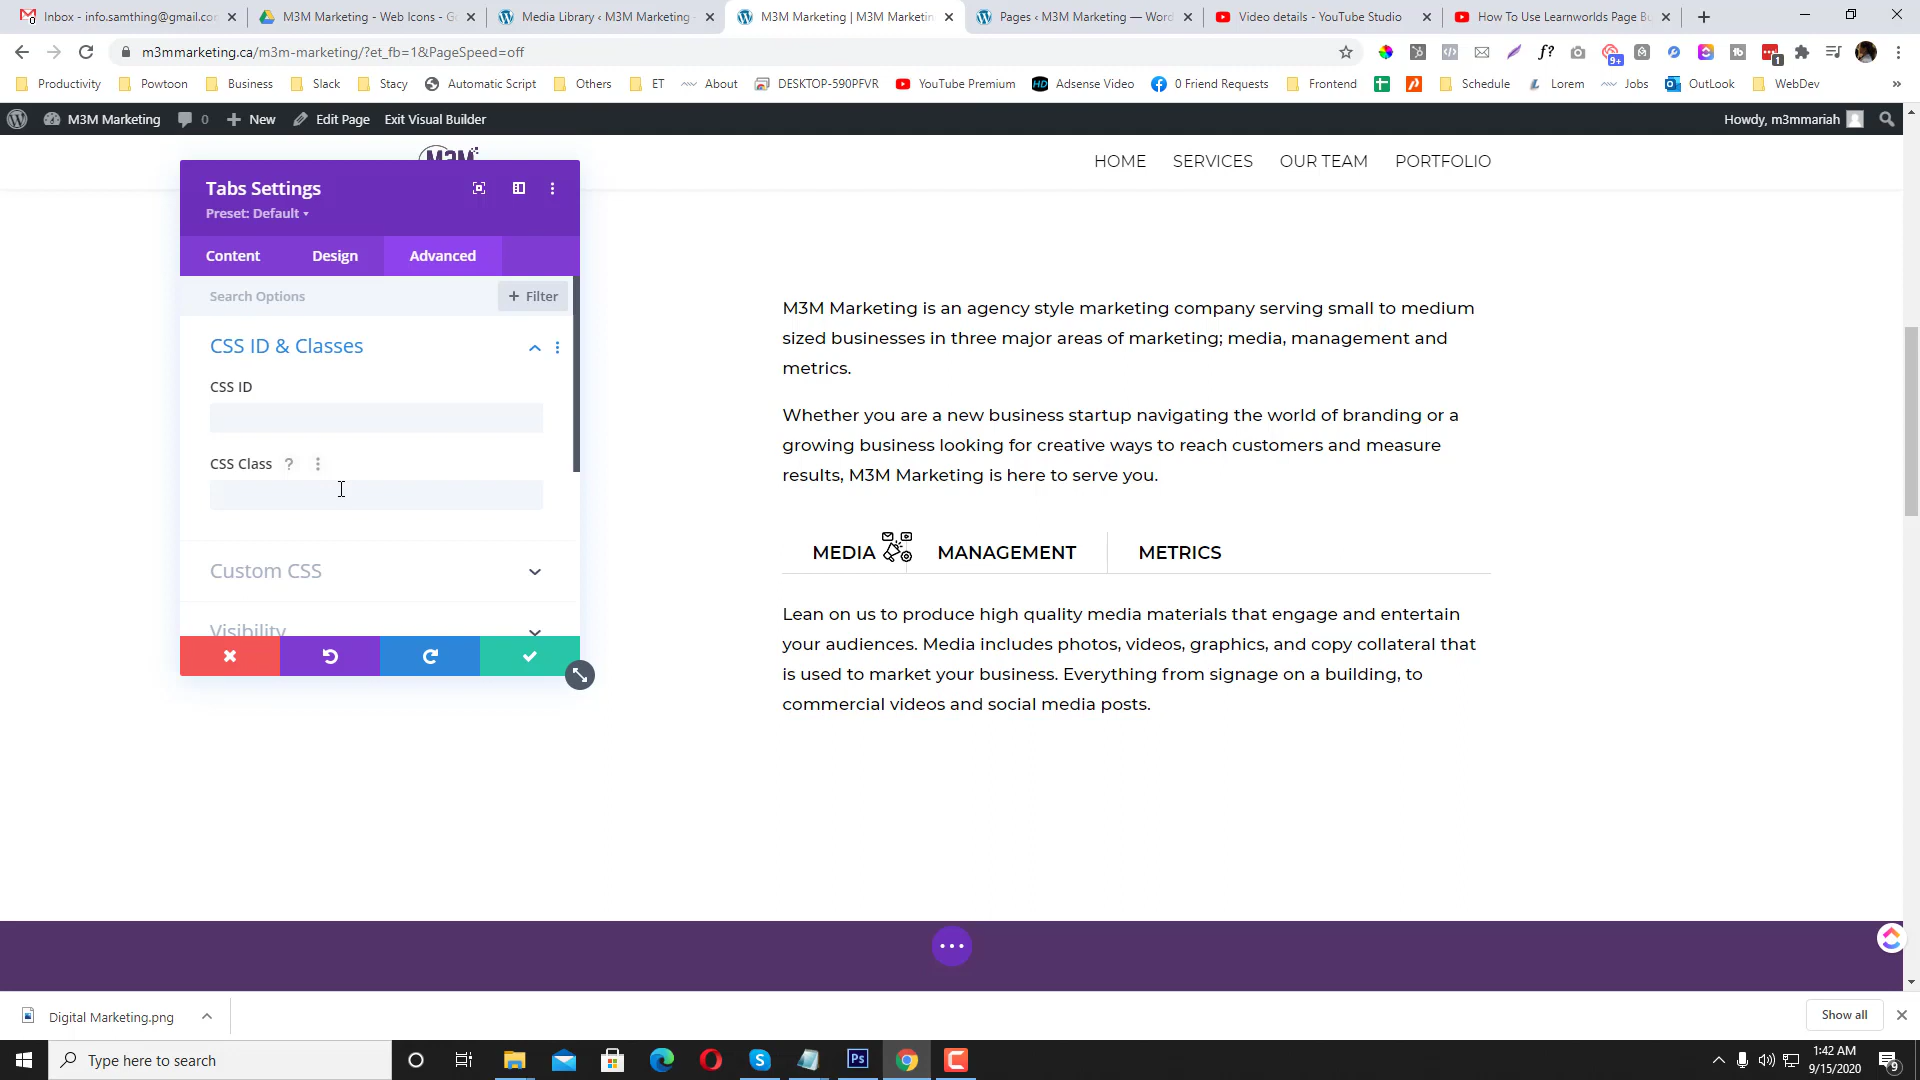 Inbox - info.samthing@gmail.co
M3M Marketing - Web Icons - Go
Media Library ‹ M3M Marketing
M3M Marketing | M3M Marketin
Pages ‹ M3M Marketing — Word
Video details - YouTube Studio
How To Use Learnworlds Page Bu
m3mmarketing.ca/m3m-marketing/?et_fb=1&PageSpeed=off
Productivity
Powtoon
Business
Slack
Stacy
Automatic Script
Others
ET
About
DESKTOP-590PFVR
YouTube Premium
Adsense Video
0 Friend Requests
Frontend
Schedule
Lorem
Jobs
OutLook
WebDev
M3M Marketing
0
New
Edit Page
Exit Visual Builder
Howdy, m3mmariah
M3M
HOME
SERVICES
OUR TEAM
PORTFOLIO
Tabs Settings
Preset: Default
Content
Design
Advanced
Search Options
+ Filter
CSS ID & Classes
CSS ID
CSS Class ?
Custom CSS
Visibility
M3M Marketing is an agency style marketing company serving small to medium
sized businesses in three major areas of marketing; media, management and
metrics.
Whether you are a new business startup navigating the world of branding or a
growing business looking for creative ways to reach customers and measure
results, M3M Marketing is here to serve you.
MEDIA
MANAGEMENT
METRICS
Lean on us to produce high quality media materials that engage and entertain
your audiences. Media includes photos, videos, graphics, and copy collateral that
is used to market your business. Everything from signage on a building, to
commercial videos and social media posts.
Digital Marketing.png
Show all
Type here to search
1:42 AM
9/15/2020
9